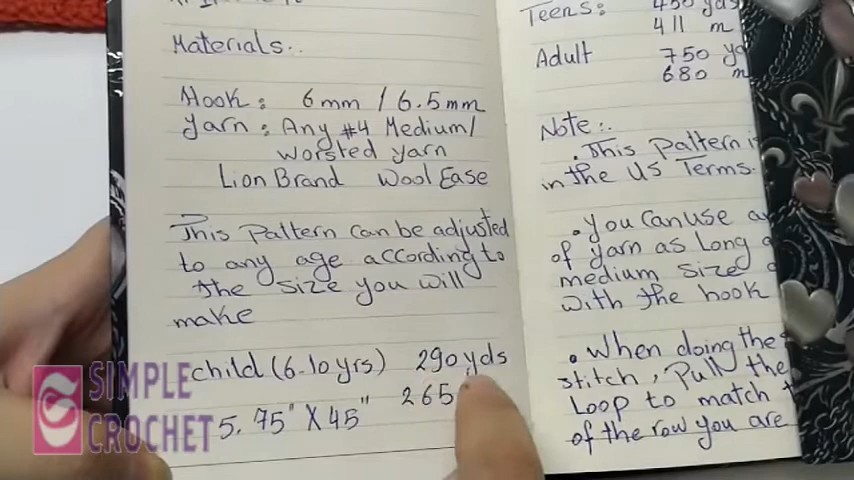 Materials:.
Hook : 6mm / 6.5mm
yarn : Any #4 Medium/
worsted yarn
Lion Brand Wool Ease
This Pattern can be adjusted
to any age according to
the size you will
make
child (6-10yrs) 290 yds
5.75" X 45" 265
Teens: 450 yds
411 m
Adult 750
680 m
Note:.
. This Pattern
in the US Terms.
. you can use
of yarn as Long
medium size
with the hook
. When doing the
stitch, Pull the
Loop to match
of the row you are
SIMPLE
CROCHET